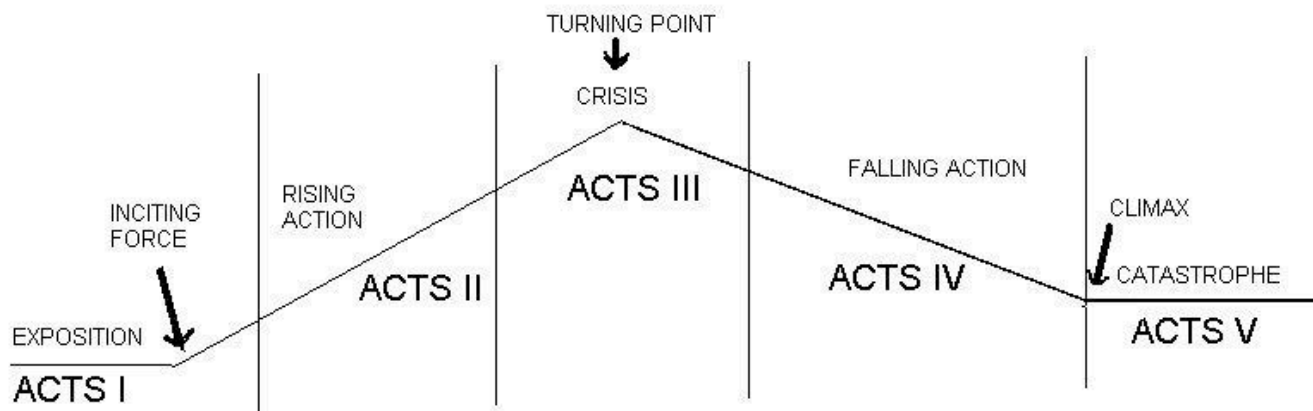 TURNING POINT
CRISIS
RISING
ACTION
FALLING ACTION
ACTS III
INCITING
FORCE
CLIMAX
ACTS II
ACTS IV
CATASTROPHE
EXPOSITION
ACTS V
ACTS I